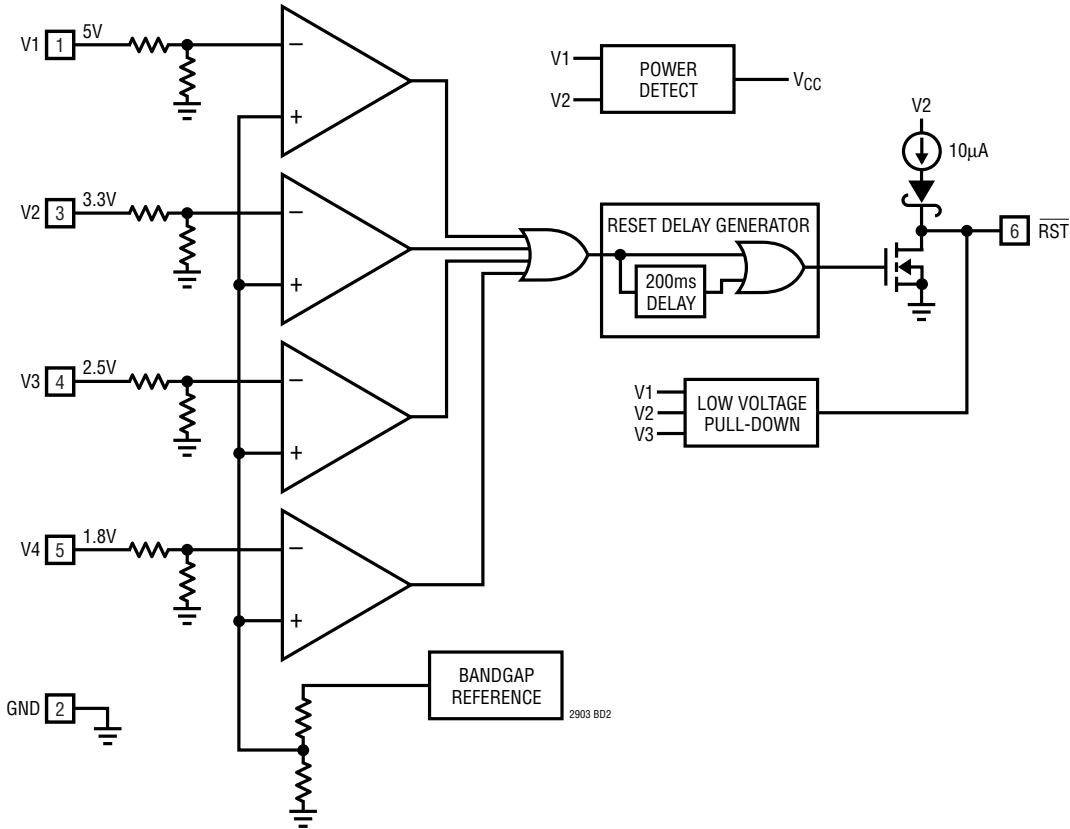 V1 1 5V
−
+
V2 3 3.3V
−
+
V3 4 2.5V
−
+
V4 5 1.8V
−
+
GND 2
BANDGAP
REFERENCE
2903 BD2
V1
V2
POWER
DETECT
VCC
RESET DELAY GENERATOR
200ms
DELAY
V2
10µA
6 RST
V1
V2
V3
LOW VOLTAGE
PULL-DOWN